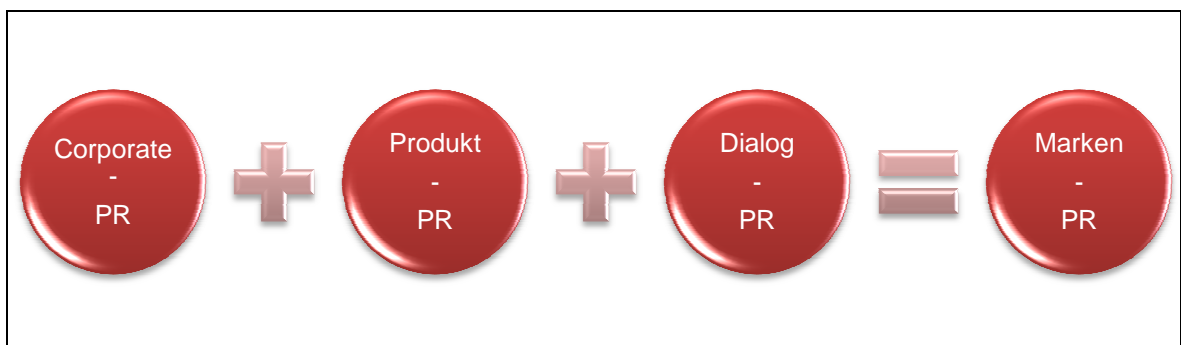 Corporate
-
PR
Produkt
-
PR
Dialog
-
PR
Marken
-
PR